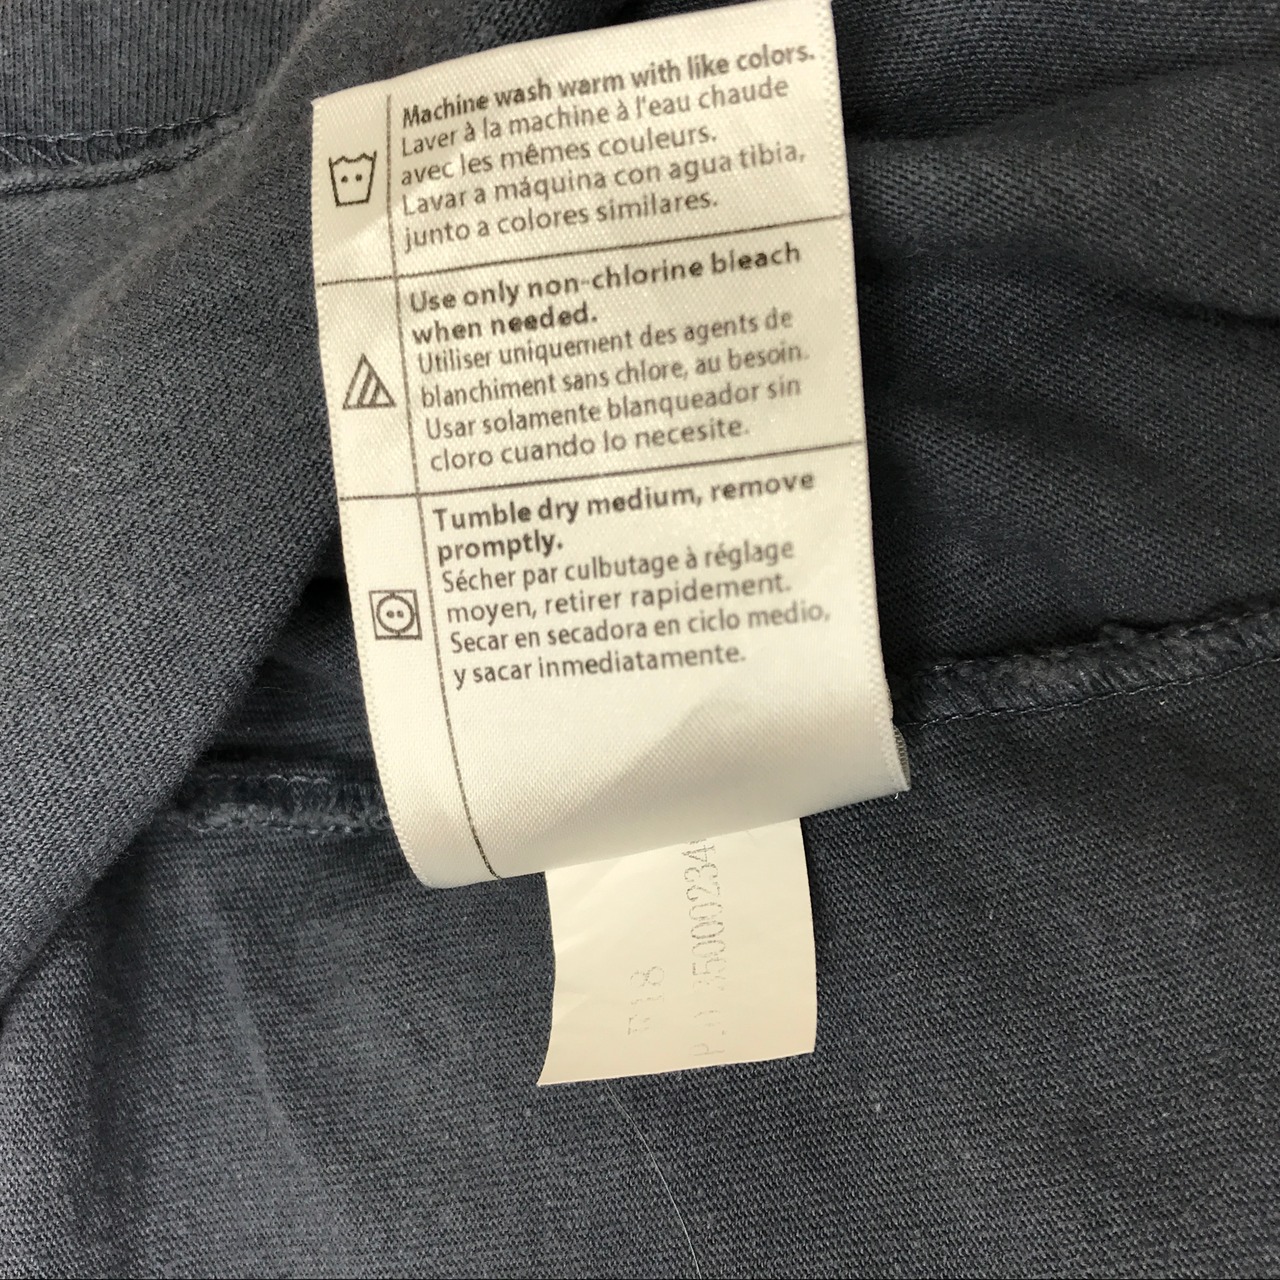 Machine wash warm with like colors.
Laver à la machine à l'eau chaude
avec les mêmes couleurs.
Lavar a máquina con agua tibia,
junto a colores similares.
Use only non-chlorine bleach
when needed.
Utiliser uniquement des agents de
blanchiment sans chlore, au besoin.
Usar solamente blanqueador sin
cloro cuando lo necesite.
Tumble dry medium, remove
promptly.
Sécher par culbutage à réglage
moyen, retirer rapidement.
Secar en secadora en ciclo medio,
y sacar inmediatamente.